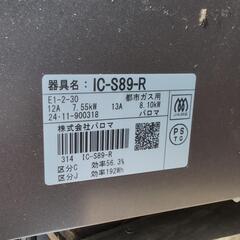 器具名: IC-S89-R
E1-2-30 都市ガス用
12A 7.55kW 13A 8.10kW
24·11-900318 パロマ
株式会社パロマ
314 IC-S89-R
区分C 効率56.3%
区分J 効率192Wh
PS
TG